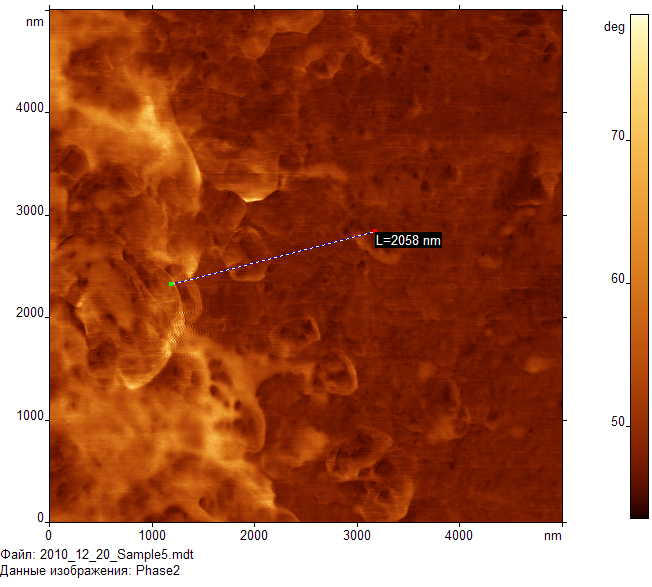 nm
deg
4000
70
3000
L=2058 nm
60
2000
1000
50
0
0 1000 2000 3000 4000 nm
Файл: 2010_12_20_Sample5.mdt
Данные изображения: Phase2